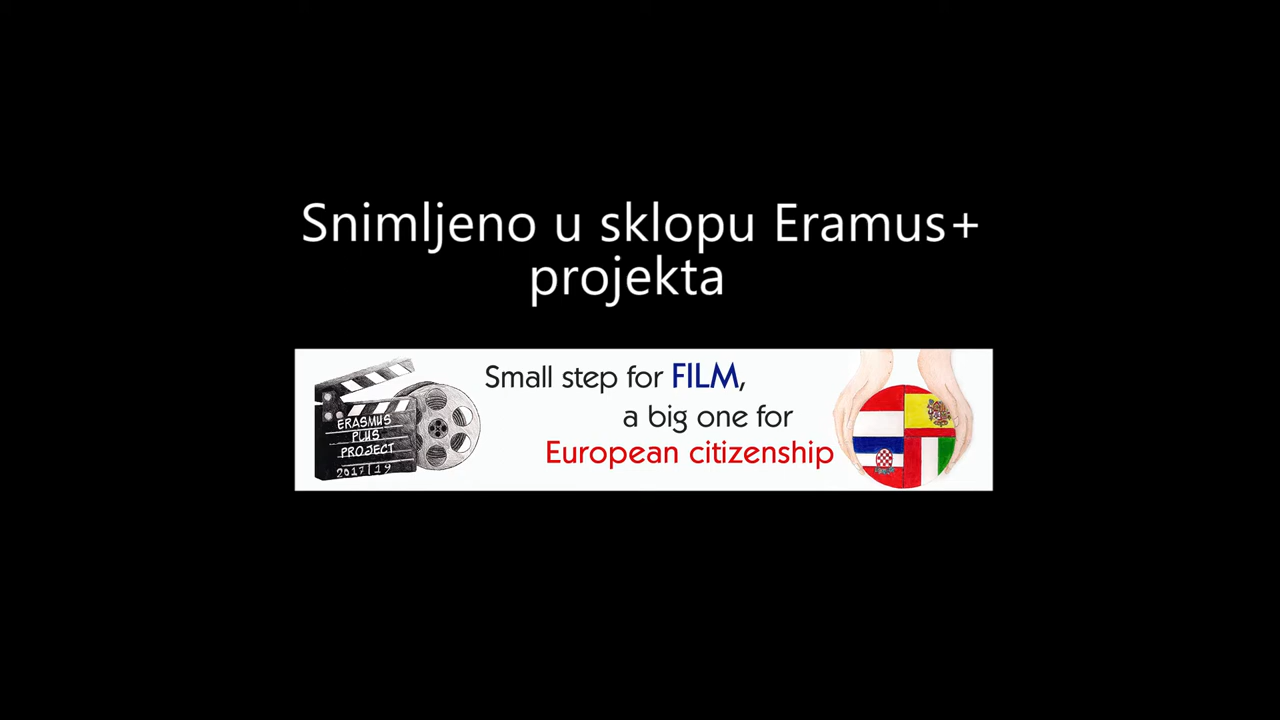 Snimljeno u sklopu Eramus+
projekta
Small step for FILM,
a big one for
European citizenship
ERASMUS
PLUS
PROJECT
2017/19